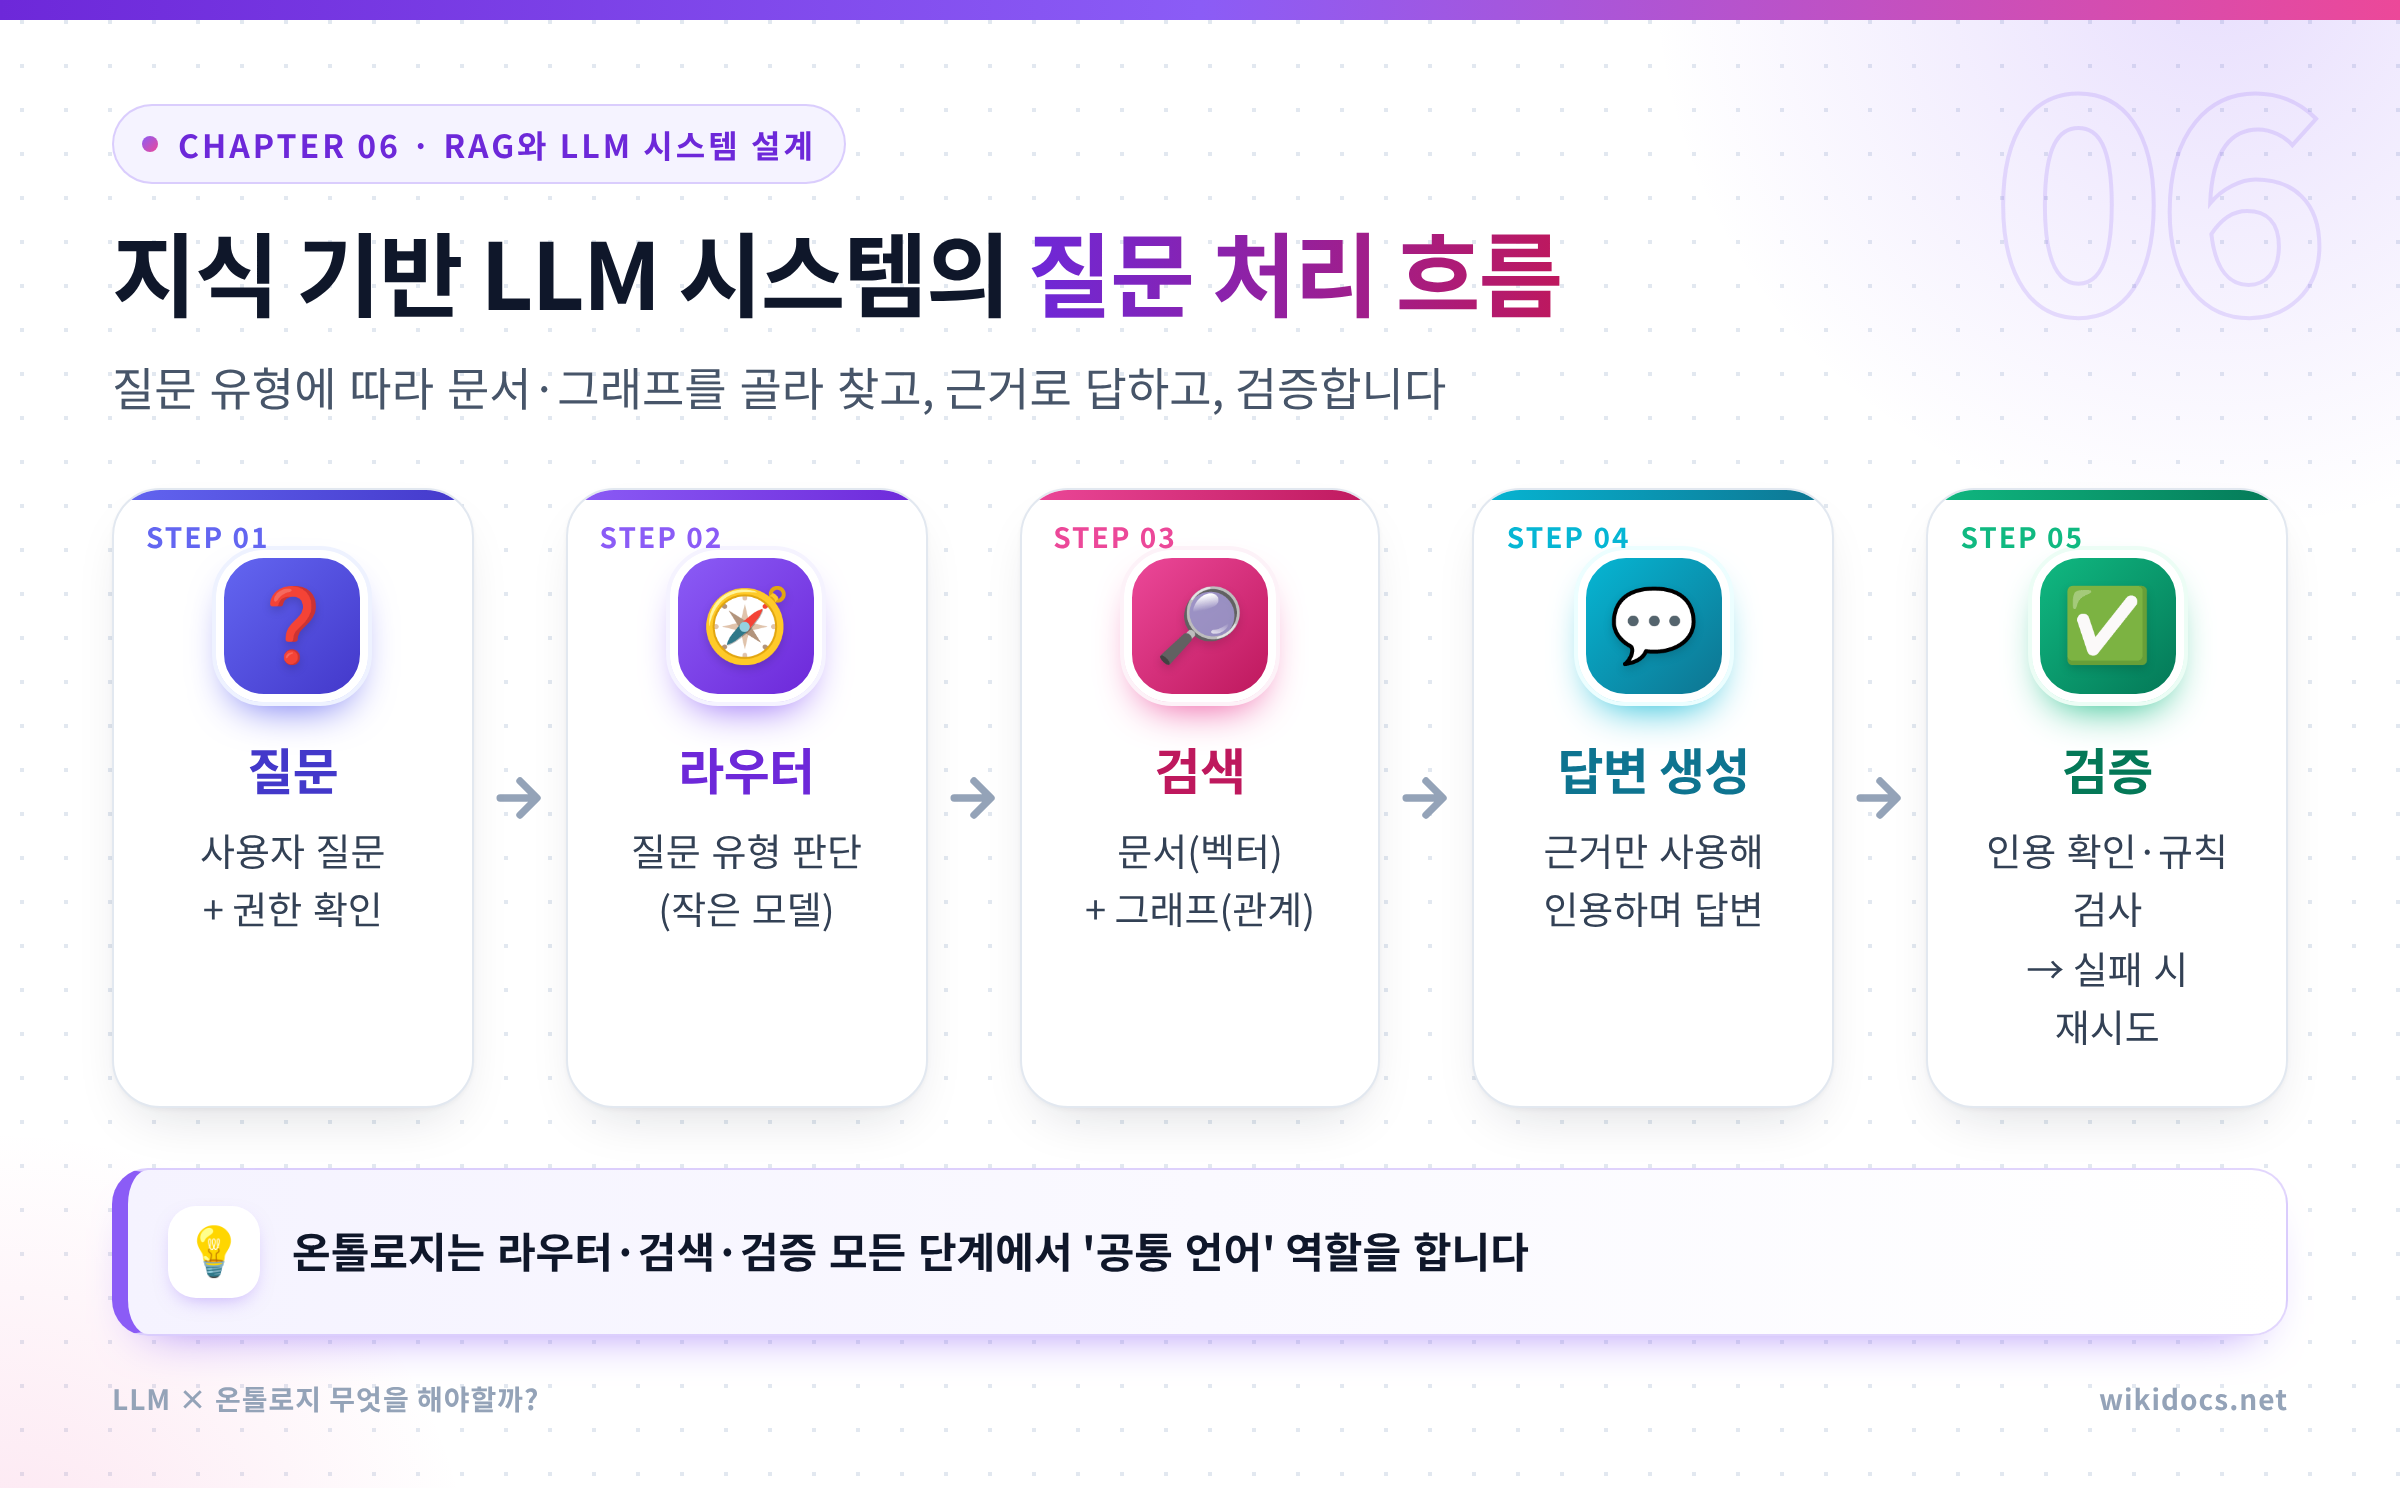 CHAPTER 06 · RAG와 LLM 시스템 설계
06
지식 기반 LLM 시스템의 질문 처리 흐름
질문 유형에 따라 문서·그래프를 골라 찾고, 근거로 답하고, 검증합니다
STEP 01
질문
사용자 질문
+ 권한 확인
STEP 02
라우터
질문 유형 판단
(작은 모델)
STEP 03
검색
문서(벡터)
+ 그래프(관계)
STEP 04
답변 생성
근거만 사용해
인용하며 답변
STEP 05
검증
인용 확인·규칙
검사
→ 실패 시
재시도
온톨로지는 라우터·검색·검증 모든 단계에서 '공통 언어' 역할을 합니다
LLM × 온톨로지 무엇을 해야할까?
wikidocs.net